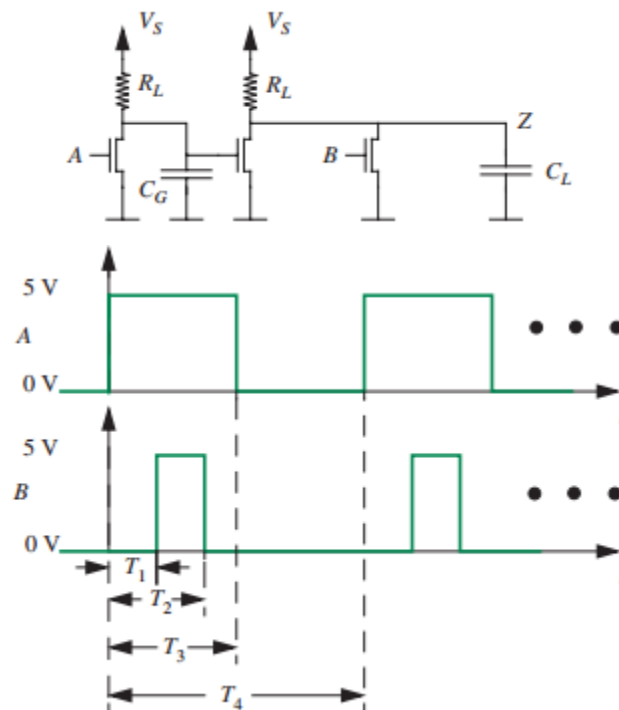 V_S V_S
R_L R_L
Z
A B
C_G C_L
5 V
A
0 V
5 V
B
0 V
T_1
T_2
T_3
T_4